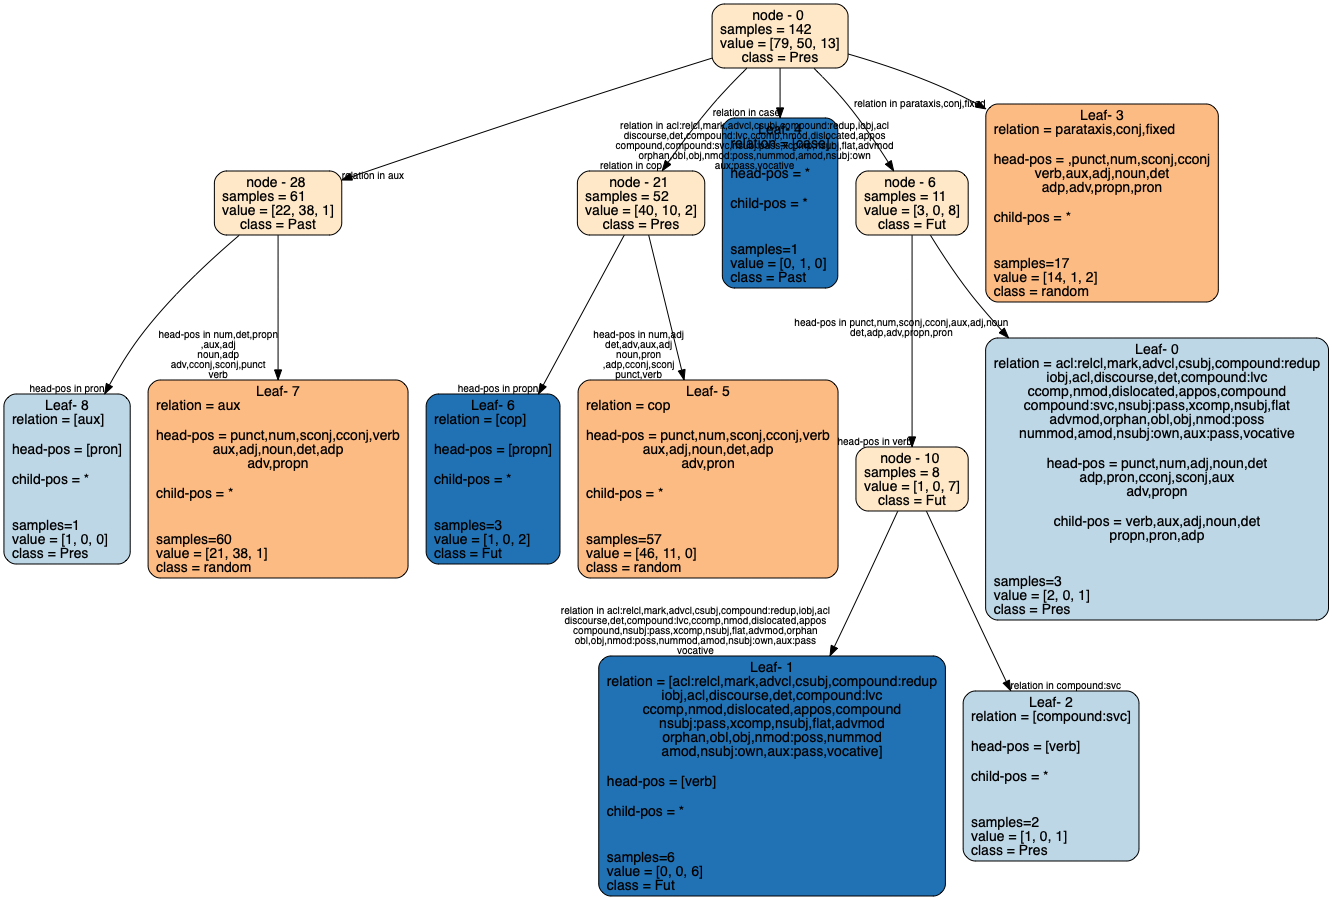 node - 0
samples = 142
value = [79, 50, 13]
class = Pres
relation in aux
relation in cop
relation in case
relation in acl:relcl,mark,advcl,csubj,compound:redup,iobj,acl
discourse,det,compound:lvc,ccomp,nmod,dislocated,appos
compound,compound:svc,nsubj:pass,xcomp,nsubj,flat,advmod
orphan,obl,obj,nmod:poss,nummod,amod,nsubj:own
aux:pass,vocative
relation in parataxis,conj,fixed
node - 28
samples = 61
value = [22, 38, 1]
class = Past
node - 21
samples = 52
value = [40, 10, 2]
class = Pres
Leaf- 4
relation = [case]
head-pos = *
child-pos = *
samples=1
value = [0, 1, 0]
class = Past
node - 6
samples = 11
value = [3, 0, 8]
class = Fut
Leaf- 3
relation = parataxis,conj,fixed
head-pos = ,punct,num,sconj,cconj
verb,aux,adj,noun,det
adp,adv,propn,pron
child-pos = *
samples=17
value = [14, 1, 2]
class = random
head-pos in pron
head-pos in num,det,propn
,aux,adj
noun,adp
adv,cconj,sconj,punct
verb
head-pos in propn
head-pos in num,adj
det,adv,aux,adj
noun,pron
,adp,cconj,sconj
punct,verb
head-pos in verb
head-pos in punct,num,sconj,cconj,aux,adj,noun
det,adp,adv,propn,pron
Leaf- 8
relation = [aux]
head-pos = [pron]
child-pos = *
samples=1
value = [1, 0, 0]
class = Pres
Leaf- 7
relation = aux
head-pos = punct,num,sconj,cconj,verb
aux,adj,noun,det,adp
adv,propn
child-pos = *
samples=60
value = [21, 38, 1]
class = random
Leaf- 6
relation = [cop]
head-pos = [propn]
child-pos = *
samples=3
value = [1, 0, 2]
class = Fut
Leaf- 5
relation = cop
head-pos = punct,num,sconj,cconj,verb
aux,adj,noun,det,adp
adv,pron
child-pos = *
samples=57
value = [46, 11, 0]
class = random
node - 10
samples = 8
value = [1, 0, 7]
class = Fut
Leaf- 0
relation = acl:relcl,mark,advcl,csubj,compound:redup
iobj,acl,discourse,det,compound:lvc
ccomp,nmod,dislocated,appos,compound
compound:svc,nsubj:pass,xcomp,nsubj,flat
advmod,orphan,obl,obj,nmod:poss
nummod,amod,nsubj:own,aux:pass,vocative
head-pos = punct,num,adj,noun,det
adp,pron,cconj,sconj,aux
adv,propn
child-pos = verb,aux,adj,noun,det
propn,pron,adp
samples=3
value = [2, 0, 1]
class = Pres
relation in acl:relcl,mark,advcl,csubj,compound:redup,iobj,acl
discourse,det,compound:lvc,ccomp,nmod,dislocated,appos
compound,nsubj:pass,xcomp,nsubj,flat,advmod,orphan
obl,obj,nmod:poss,nummod,amod,nsubj:own,aux:pass
vocative
relation in compound:svc
Leaf- 1
relation = [acl:relcl,mark,advcl,csubj,compound:redup
iobj,acl,discourse,det,compound:lvc
ccomp,nmod,dislocated,appos,compound
nsubj:pass,xcomp,nsubj,flat,advmod
orphan,obl,obj,nmod:poss,nummod
amod,nsubj:own,aux:pass,vocative]
head-pos = [verb]
child-pos = *
samples=6
value = [0, 0, 6]
class = Fut
Leaf- 2
relation = [compound:svc]
head-pos = [verb]
child-pos = *
samples=2
value = [1, 0, 1]
class = Pres